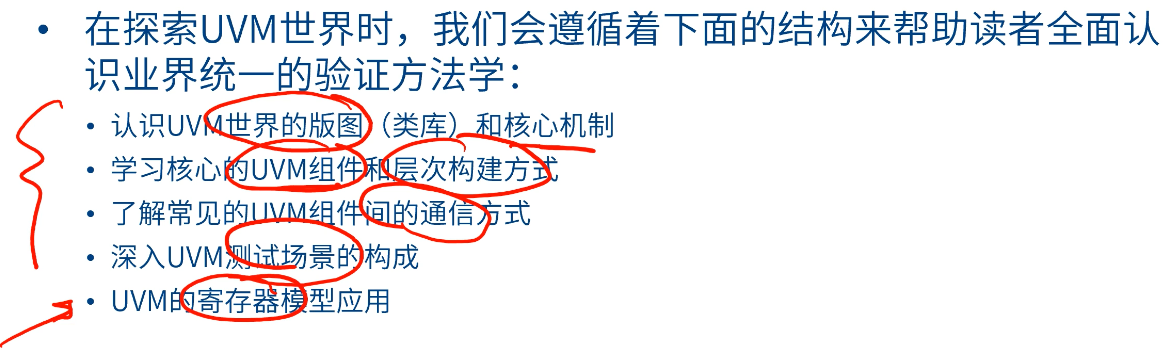 • 在探索UVM世界时，我们会遵循着下面的结构来帮助读者全面认
识业界统一的验证方法学：
• 认识UVM世界的版图（类库）和核心机制
• 学习核心的UVM组件和层次构建方式
• 了解常见的UVM组件间的通信方式
• 深入UVM测试场景的构成
• UVM的寄存器模型应用